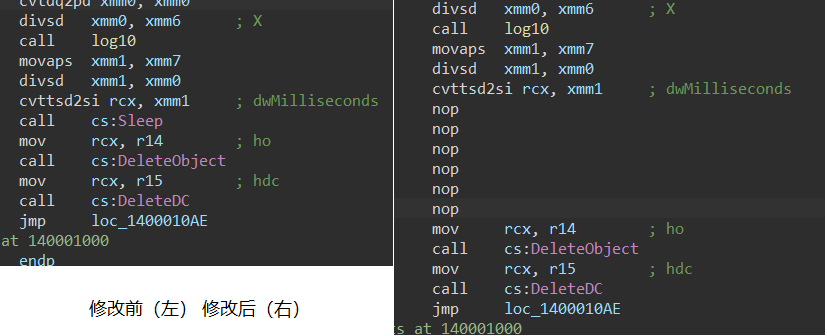 cvtdq2pd xmm0, xmm0
divsd xmm0, xmm6 ; X
call log10
movaps xmm1, xmm7
divsd xmm1, xmm0
cvttsd2si rcx, xmm1 ; dwMilliseconds
call cs:Sleep
mov rcx, r14 ; ho
call cs:DeleteObject
mov rcx, r15 ; hdc
call cs:DeleteDC
jmp loc_1400010AE
at 140001000
endp
修改前（左） 修改后（右）
divsd xmm0, xmm6 ; X
call log10
movaps xmm1, xmm7
divsd xmm1, xmm0
cvttsd2si rcx, xmm1 ; dwMilliseconds
nop
nop
nop
nop
nop
nop
mov rcx, r14 ; ho
call cs:DeleteObject
mov rcx, r15 ; hdc
call cs:DeleteDC
jmp loc_1400010AE
s at 140001000